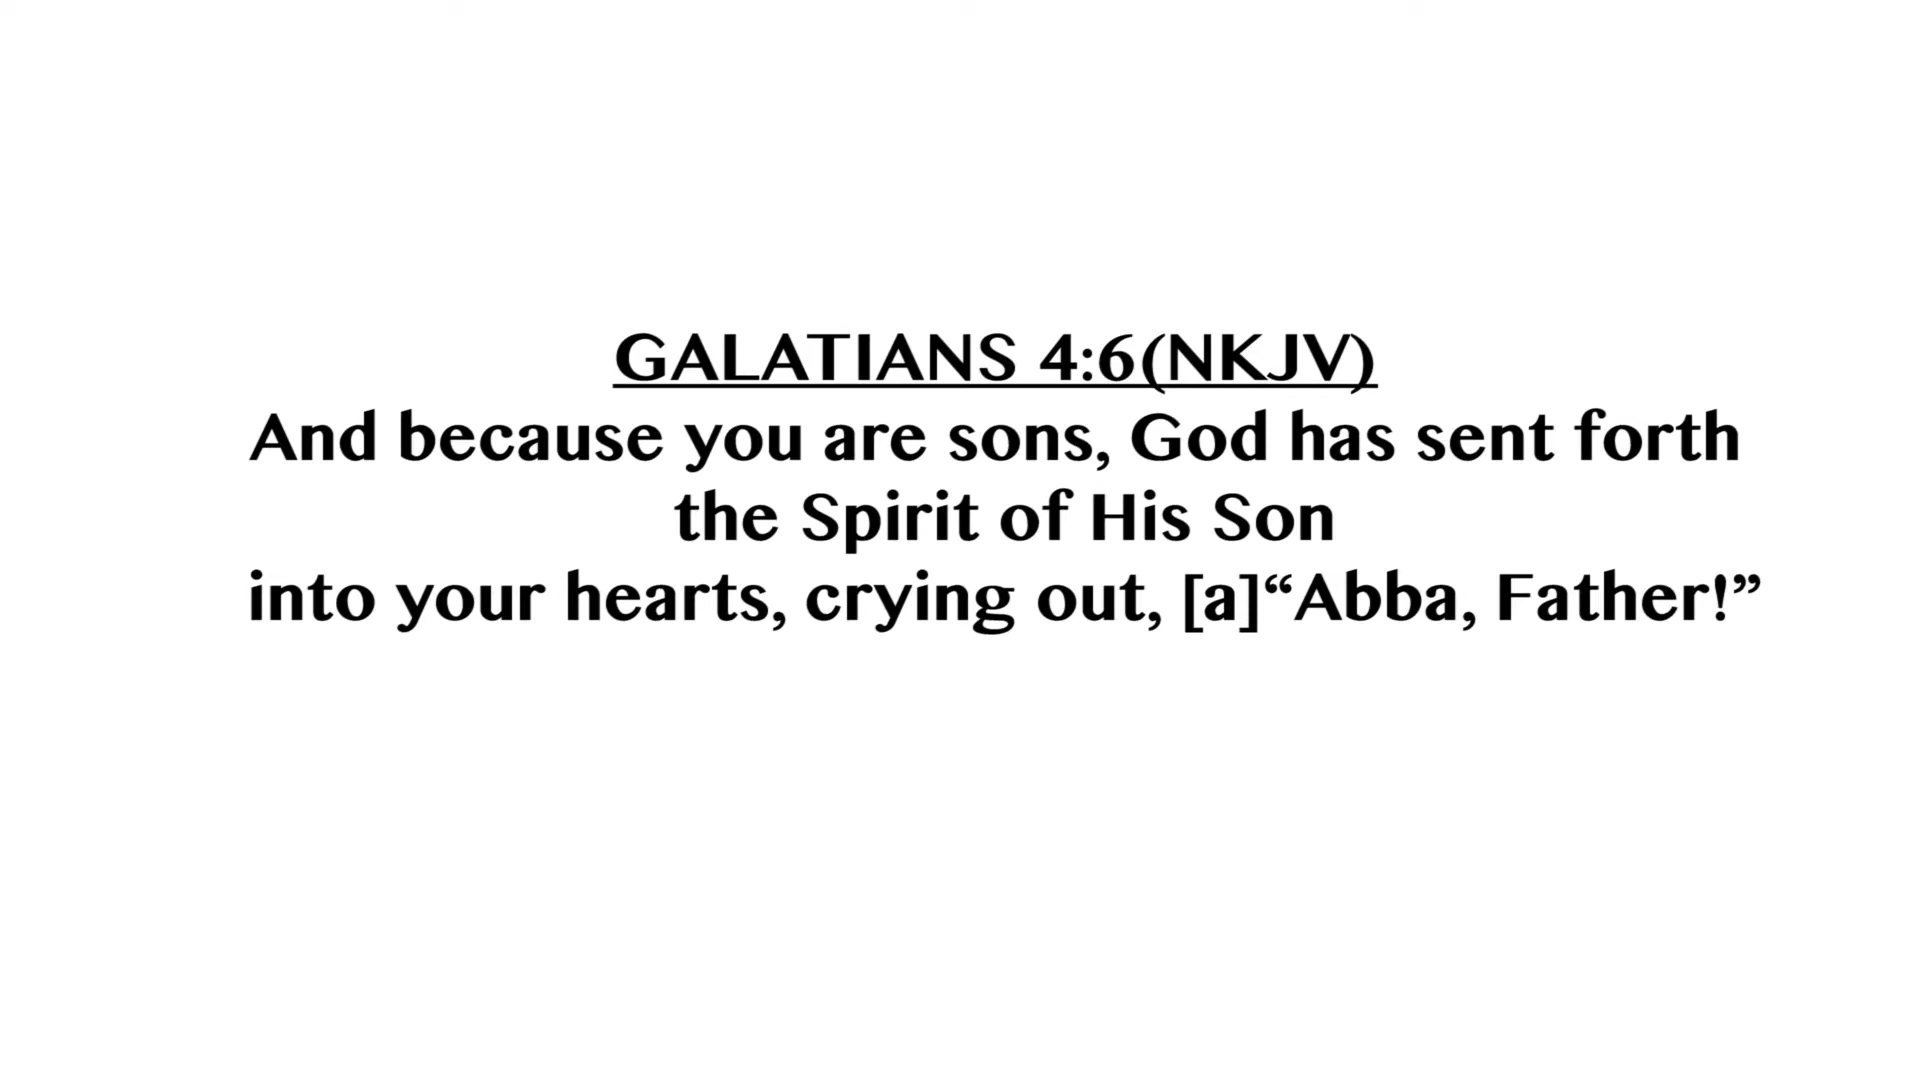 GALATIANS 4:6(NKJV)
And because you are sons, God has sent forth
the Spirit of His Son
into your hearts, crying out, [a]“Abba, Father!”